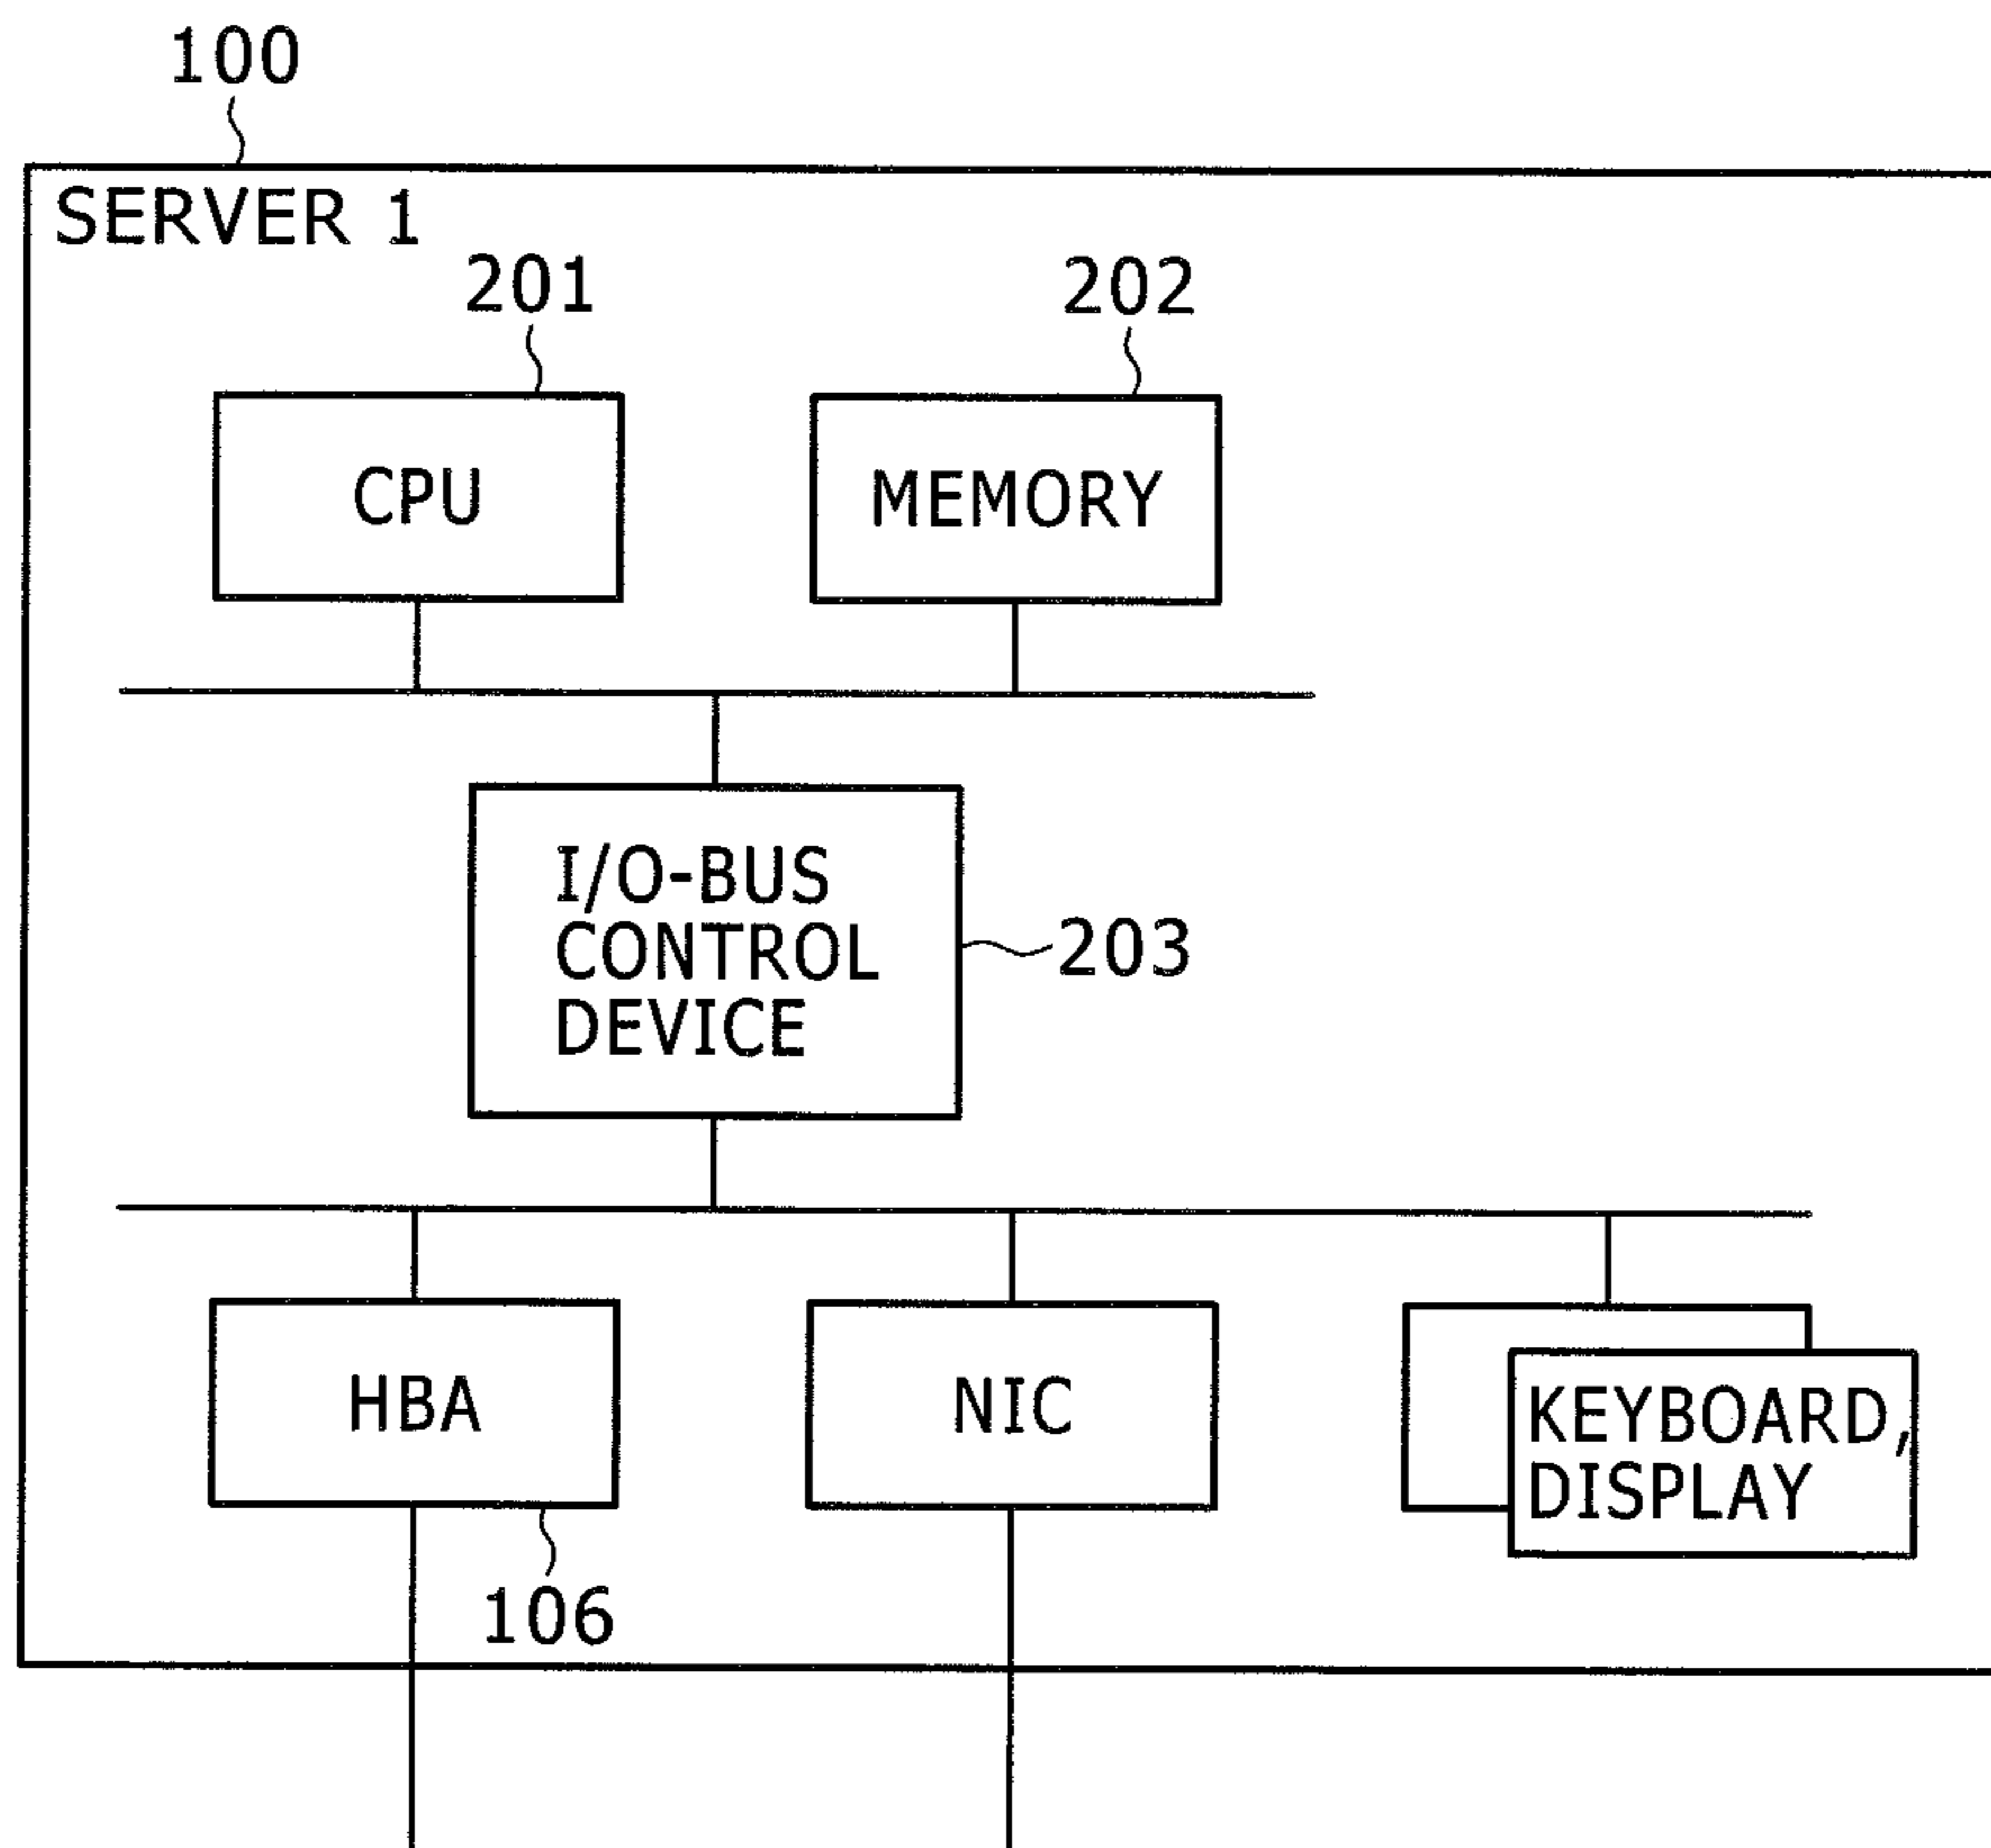 100
SERVER 1
201
202
CPU
MEMORY
I/O-BUS
CONTROL
DEVICE
203
HBA
NIC
KEYBOARD,
DISPLAY
106